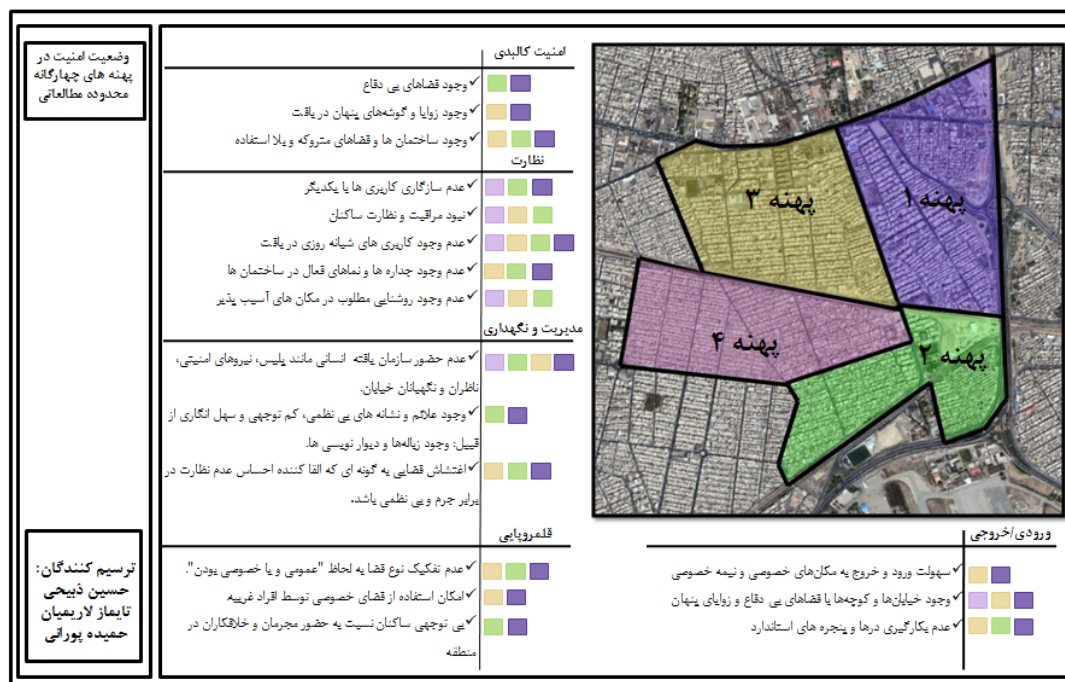 وضعیت امنیت در
پهنه های چهارگانه
محدوده مطالعاتی
امنیت کالبدی
✓وجود فضاهای بی دفاع
✓وجود زوایا و گوشه‌های پنهان در بافت
✓وجود ساختمان ها و فضاهای متروکه و بلا استفاده
نظارت
✓عدم سازگاری کاربری ها با یکدیگر
✓نبود مراقبت و نظارت ساکنان
✓عدم وجود کاربری های شبانه روزی در بافت
✓عدم وجود جداره ها و نماهای فعال در ساختمان ها
✓عدم وجود روشنایی مطلوب در مکان های آسیب پذیر
مدیریت و نگهداری
✓عدم حضور سازمان یافته انسانی مانند پلیس، نیروهای امنیتی،
ناظران و نگهبانان خیابان.
✓وجود علائم و نشانه های بی نظمی، کم توجهی و سهل انگاری از
قبیل: وجود زباله‌ها و دیوار نویسی ها.
✓اغتشاش فضایی به گونه ای که القا کننده احساس عدم نظارت در
برابر جرم و بی نظمی باشد.
قلمروپایی
✓عدم تفکیک نوع فضا به لحاظ "عمومی و یا خصوصی بودن".
✓امکان استفاده از فضای خصوصی توسط افراد غریبه
✓بی توجهی ساکنان نسبت به حضور مجرمان و خلافکاران در
منطقه
پهنه ۱
پهنه ۳
پهنه ۴
پهنه ۲
ورودی/خروجی
✓سهولت ورود و خروج به مکان‌های خصوصی و نیمه خصوصی
✓وجود خیابان‌ها و کوچه‌ها با فضاهای بی دفاع و زوایای پنهان
✓عدم بکارگیری درها و پنجره های استاندارد
ترسیم کنندگان:
حسین ذبیحی
تایماز لاریمیان
حمیده پورانی